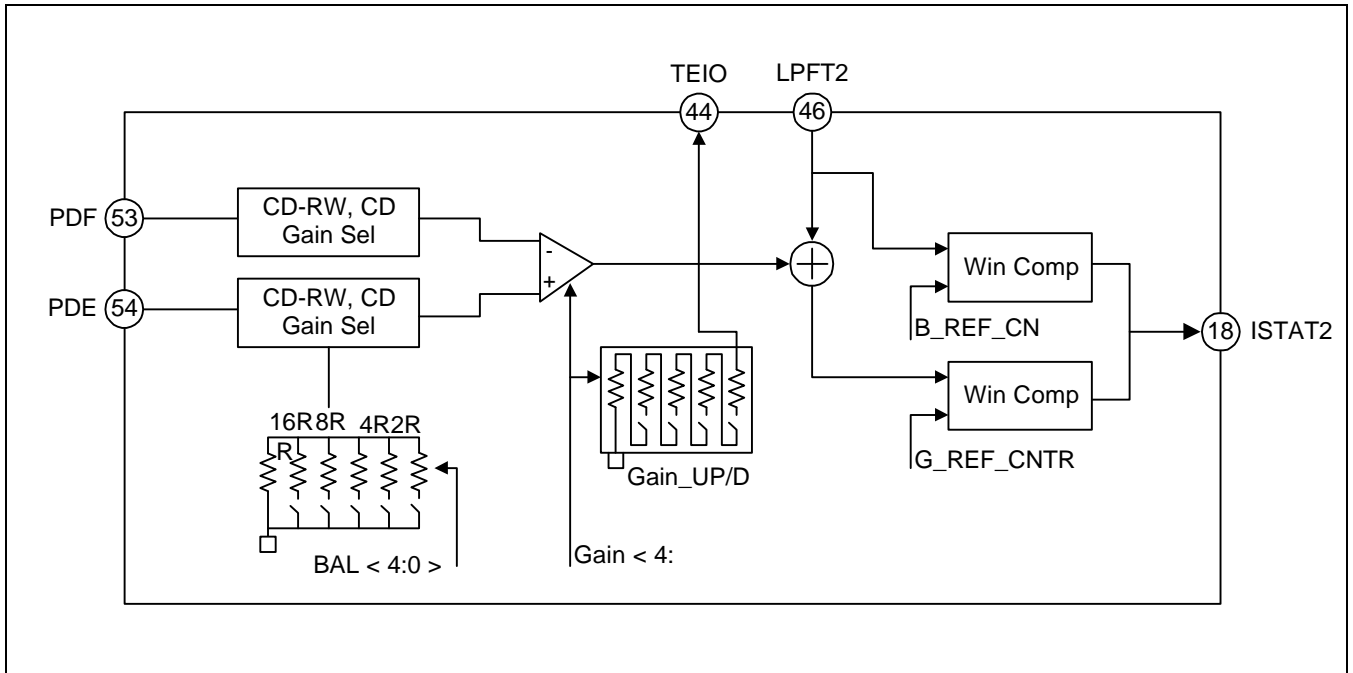 TEIO LPFT2
44 46
PDF 53
CD-RW, CD
Gain Sel
PDE 54
CD-RW, CD
Gain Sel
-
+
Win Comp
B_REF_CN
18 ISTAT2
Win Comp
G_REF_CNTR
16R 8R 4R 2R
R
Gain_UP/D
BAL < 4:0 >
Gain < 4: